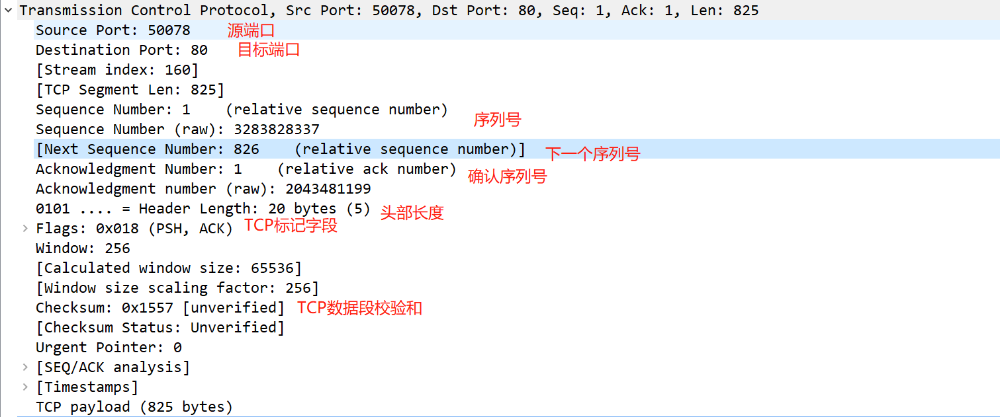 Transmission Control Protocol, Src Port: 50078, Dst Port: 80, Seq: 1, Ack: 1, Len: 825
Source Port: 50078 源端口
Destination Port: 80 目标端口
[Stream index: 160]
[TCP Segment Len: 825]
Sequence Number: 1 (relative sequence number)
序列号
Sequence Number (raw): 3283828337
[Next Sequence Number: 826 (relative sequence number)] 下一个序列号
Acknowledgment Number: 1 (relative ack number) 确认序列号
Acknowledgment number (raw): 2043481199
0101 .... = Header Length: 20 bytes (5) 头部长度
Flags: 0x018 (PSH, ACK) TCP标记字段
Window: 256
[Calculated window size: 65536]
[Window size scaling factor: 256]
Checksum: 0x1557 [unverified] TCP数据段校验和
[Checksum Status: Unverified]
Urgent Pointer: 0
[SEQ/ACK analysis]
[Timestamps]
TCP payload (825 bytes)